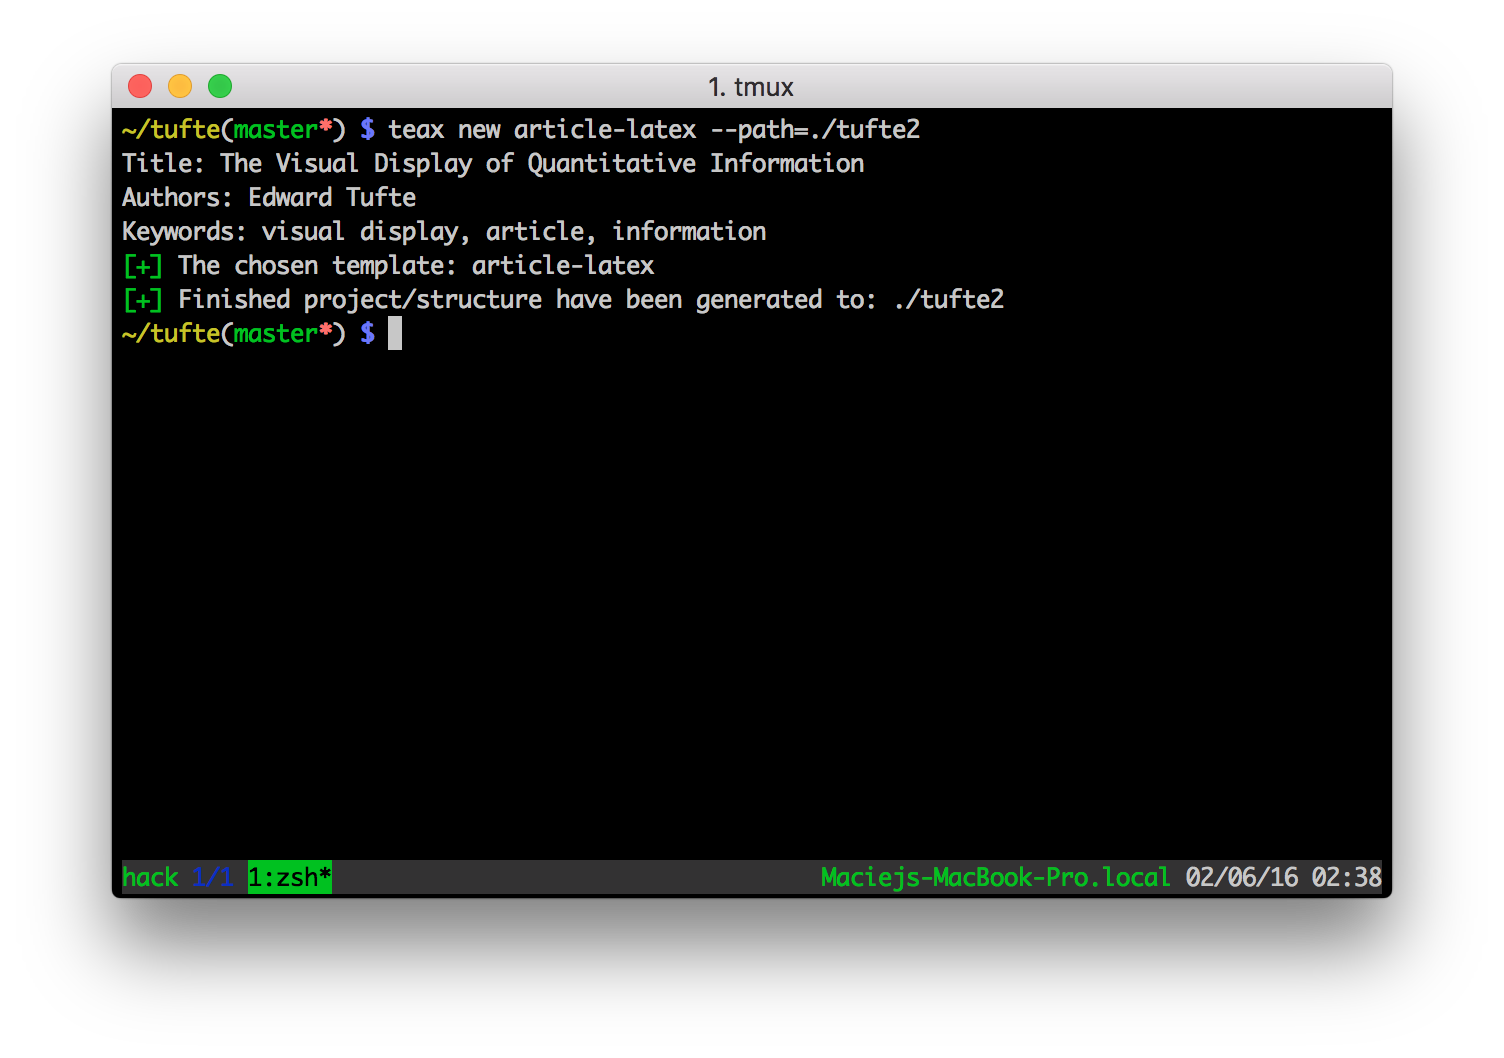 1. tmux
~/tufte(master*) $ teax new article-latex --path=./tufte2
Title: The Visual Display of Quantitative Information
Authors: Edward Tufte
Keywords: visual display, article, information
[+] The chosen template: article-latex
[+] Finished project/structure have been generated to: ./tufte2
~/tufte(master*) $
hack 1/1 1:zsh* Maciejs-MacBook-Pro.local 02/06/16 02:38